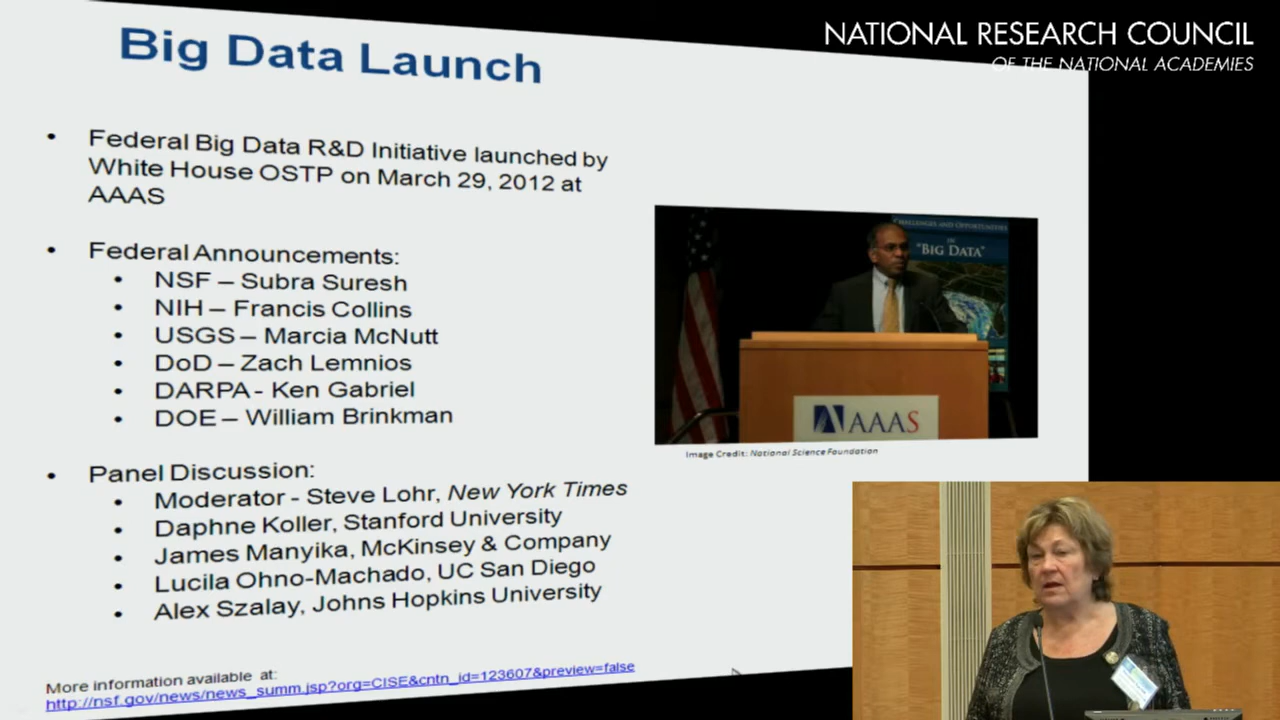 NATIONAL RESEARCH COUNCIL
OF THE NATIONAL ACADEMIES
Big Data Launch
• Federal Big Data R&D Initiative launched by
White House OSTP on March 29, 2012 at
AAAS
• Federal Announcements:
• NSF – Subra Suresh
• NIH – Francis Collins
• USGS – Marcia McNutt
• DoD – Zach Lemnios
• DARPA - Ken Gabriel
• DOE – William Brinkman
• Panel Discussion:
• Moderator - Steve Lohr, New York Times
• Daphne Koller, Stanford University
• James Manyika, McKinsey & Company
• Lucila Ohno-Machado, UC San Diego
• Alex Szalay, Johns Hopkins University
CHALLENGES AND OPPORTUNITIES
IN
"BIG DATA"
AAAS
Image Credit: National Science Foundation
More information available at:
http://nsf.gov/news/news_summ.jsp?org=CISE&cntn_id=123607&preview=false